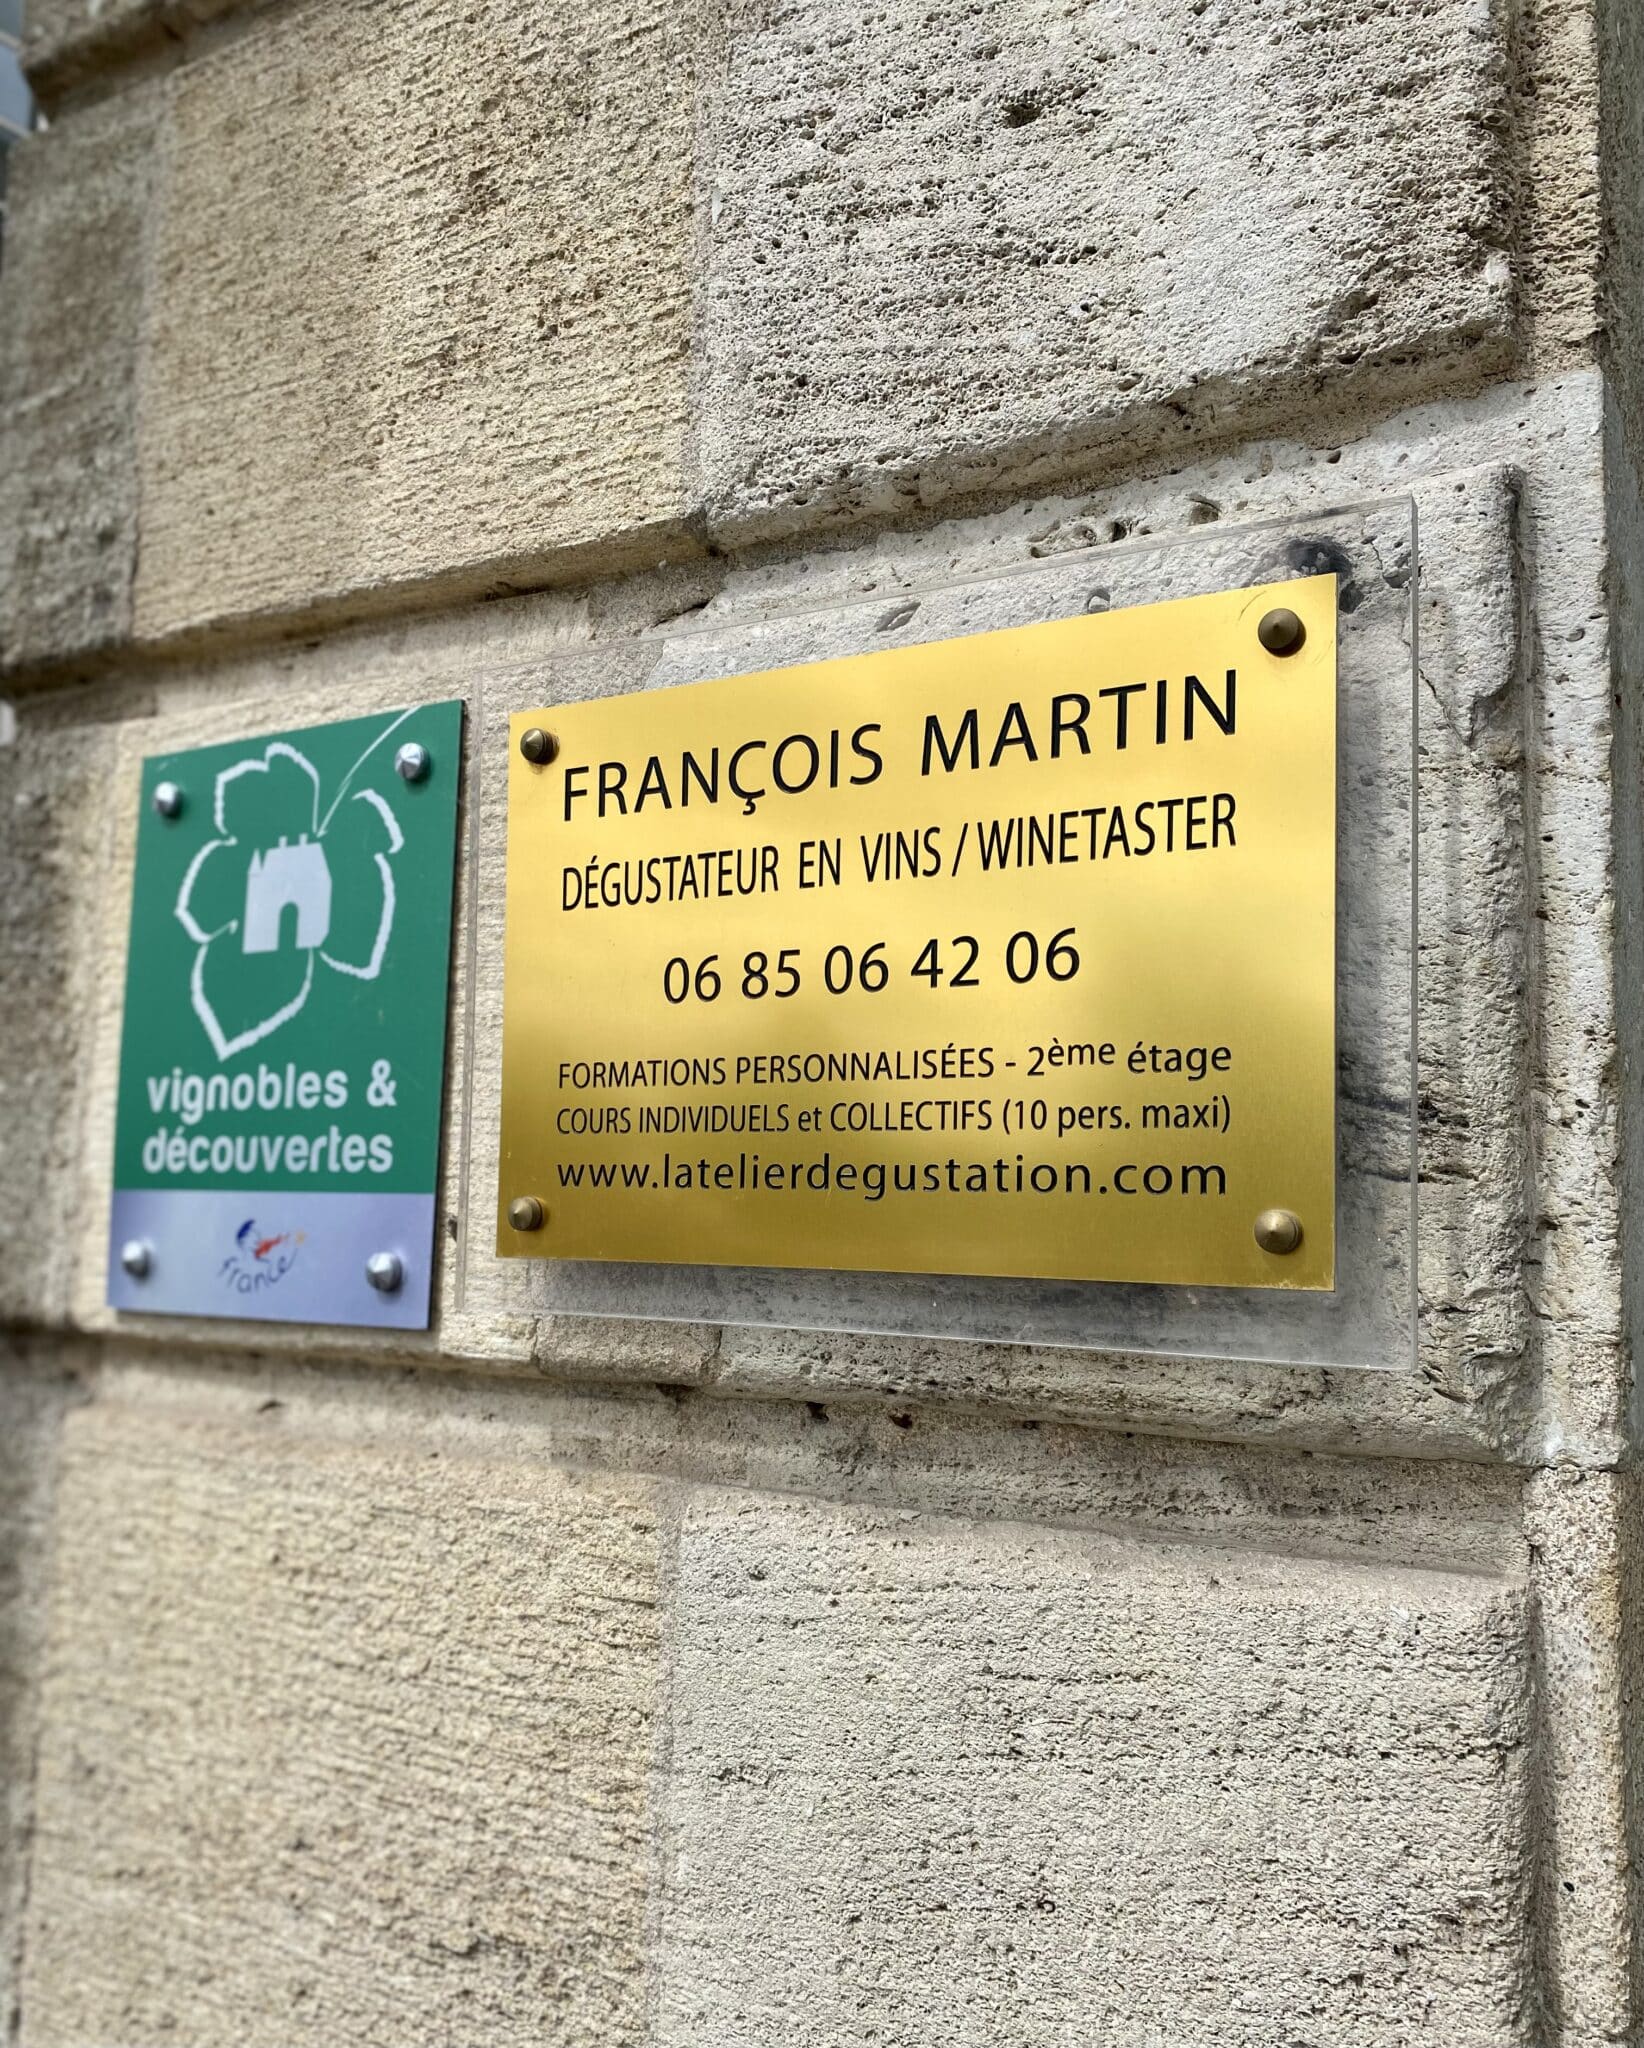 vignobles &
découvertes
France
FRANÇOIS MARTIN
DÉGUSTATEUR EN VINS / WINETASTER
06 85 06 42 06
FORMATIONS PERSONNALISÉES - 2ème étage
COURS INDIVIDUELS et COLLECTIFS (10 pers. maxi)
www.latelierdegustation.com